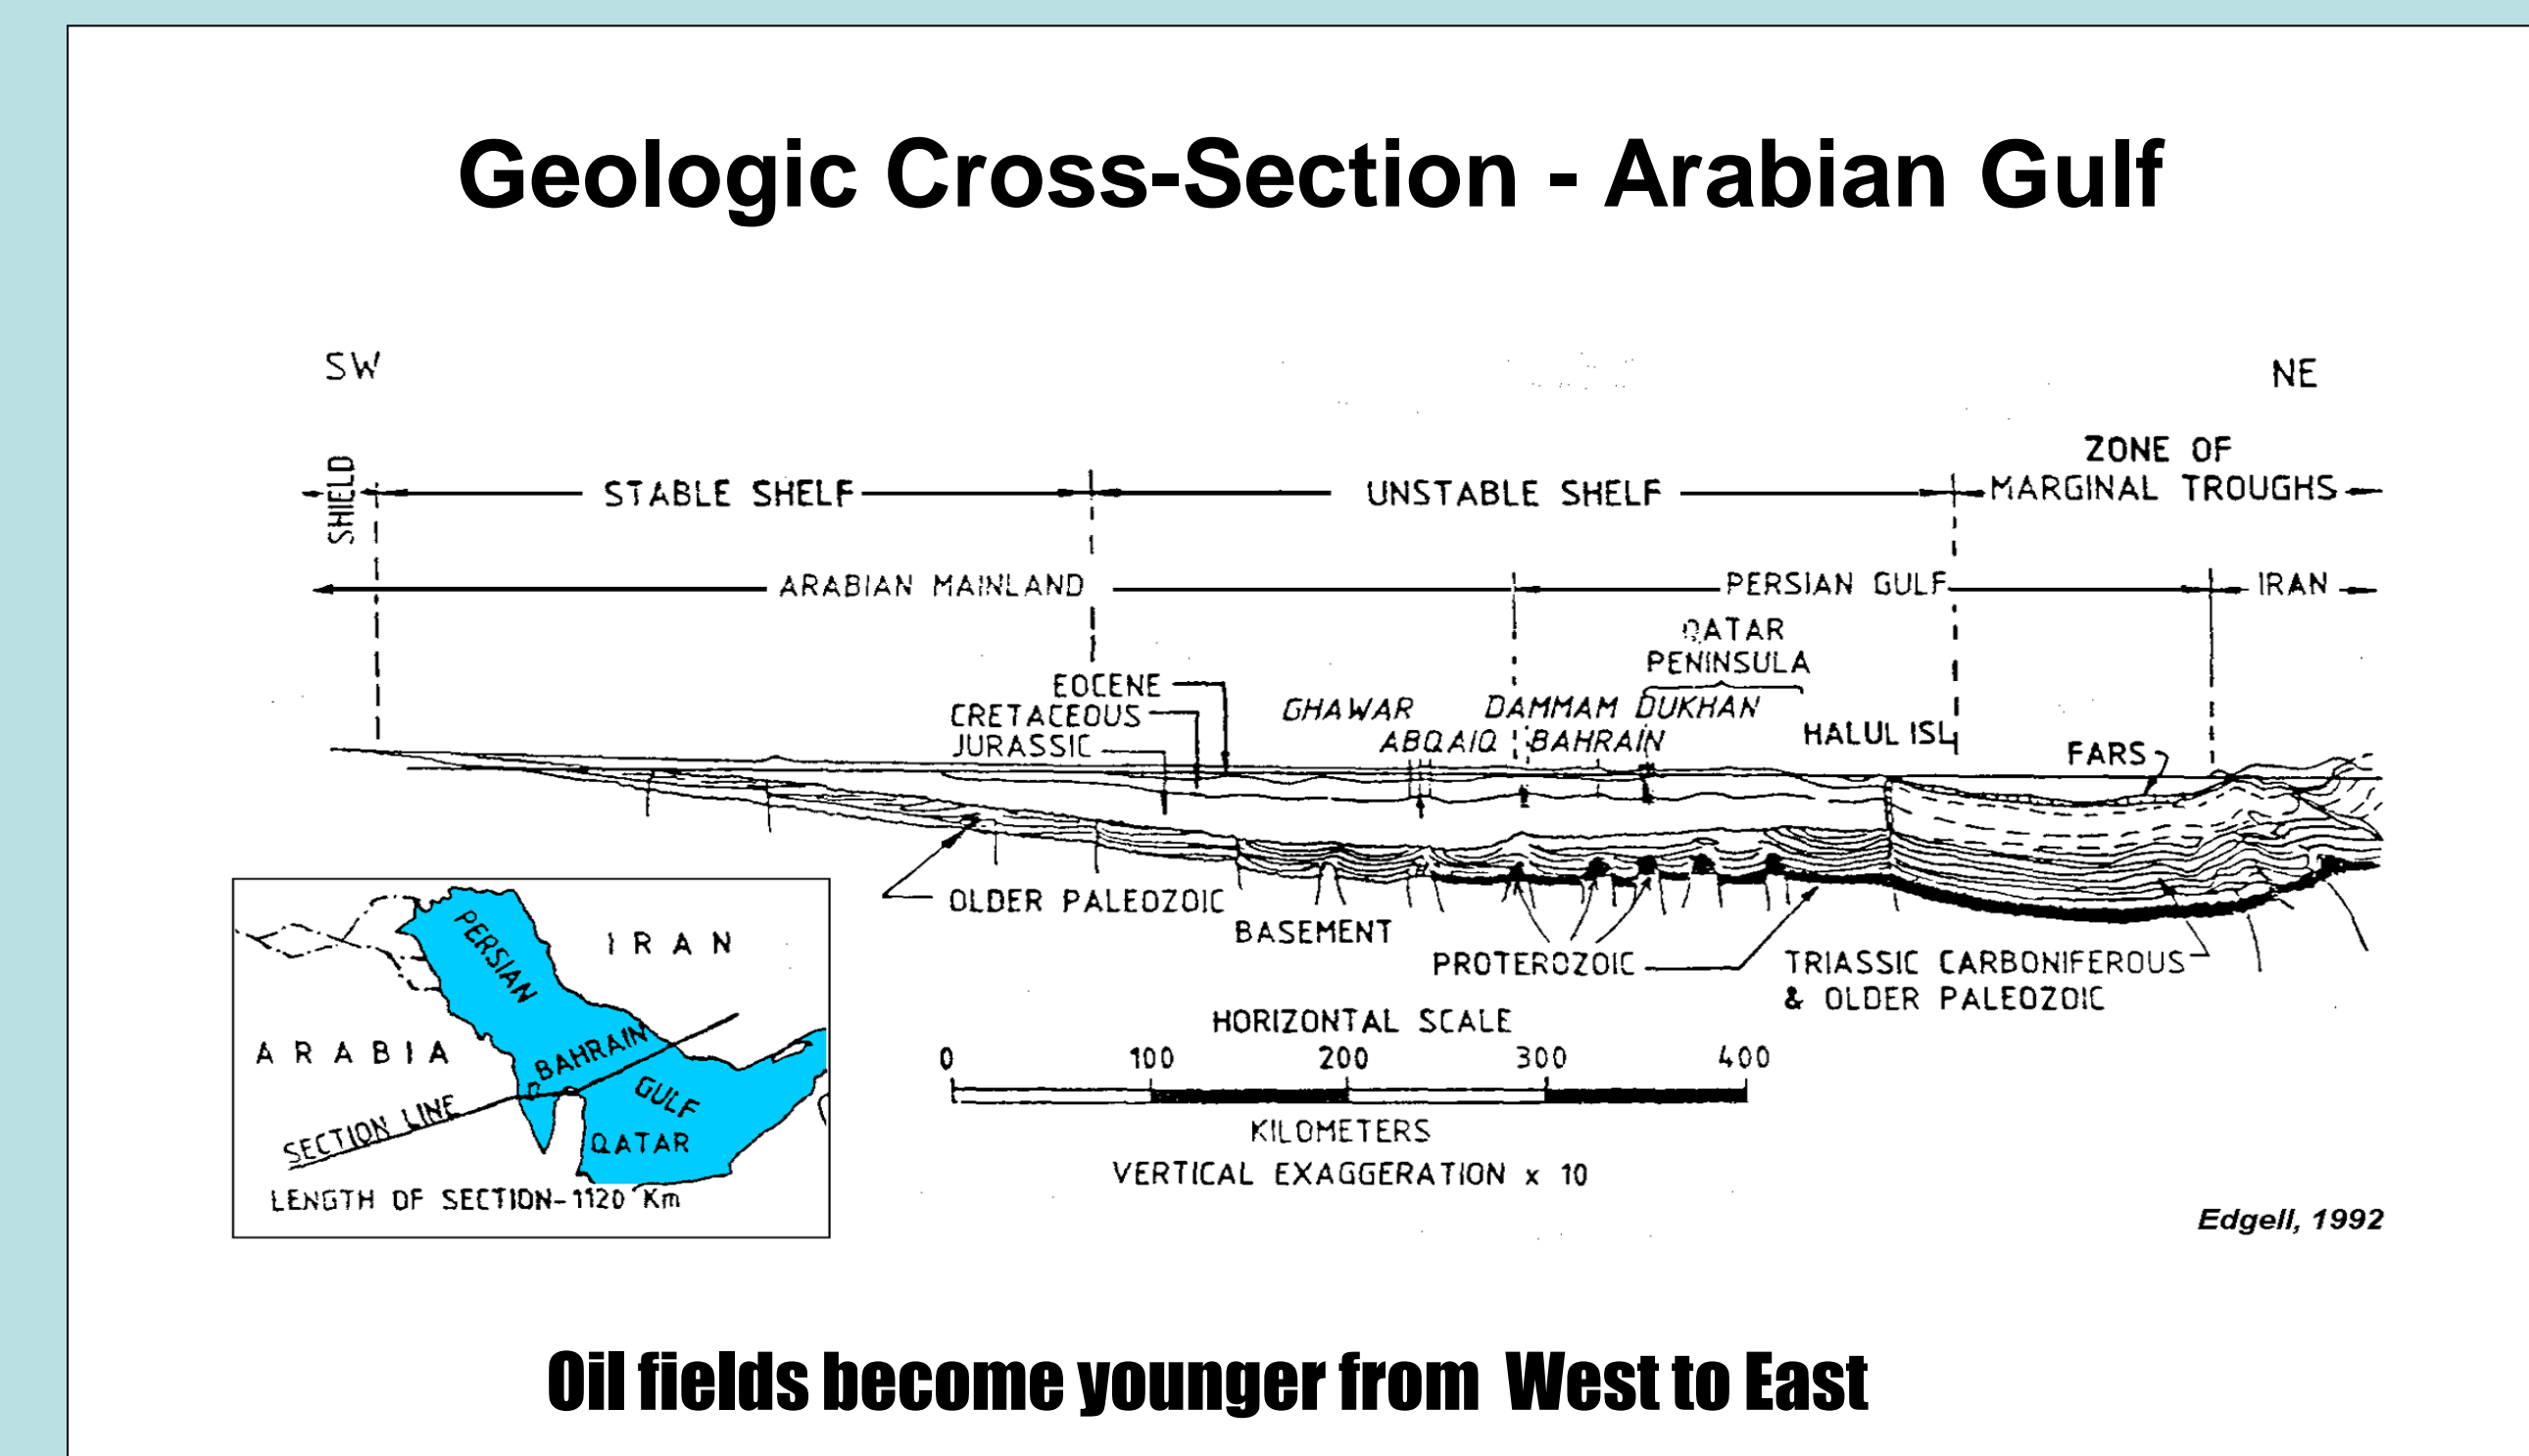 Geologic Cross-Section - Arabian Gulf
SW
NE
SHIELD
STABLE SHELF
UNSTABLE SHELF
ZONE OF
MARGINAL TROUGHS
ARABIAN MAINLAND
PERSIAN GULF
IRAN
QATAR
PENINSULA
EOCENE
CRETACEOUS
JURASSIC
GHAWAR
DAMMAM
DUKHAN
ABQAIQ
BAHRAIN
HALUL ISL
FARS
OLDER PALEOZOIC
BASEMENT
PROTEROZOIC
TRIASSIC CARBONIFEROUS
& OLDER PALEOZOIC
HORIZONTAL SCALE
0 100 200 300 400
KILOMETERS
VERTICAL EXAGGERATION x 10
PERSIAN
IRAN
ARABIA
BAHRAIN
GULF
SECTION LINE
QATAR
LENGTH OF SECTION-1120 Km
Edgell, 1992
Oil fields become younger from West to East